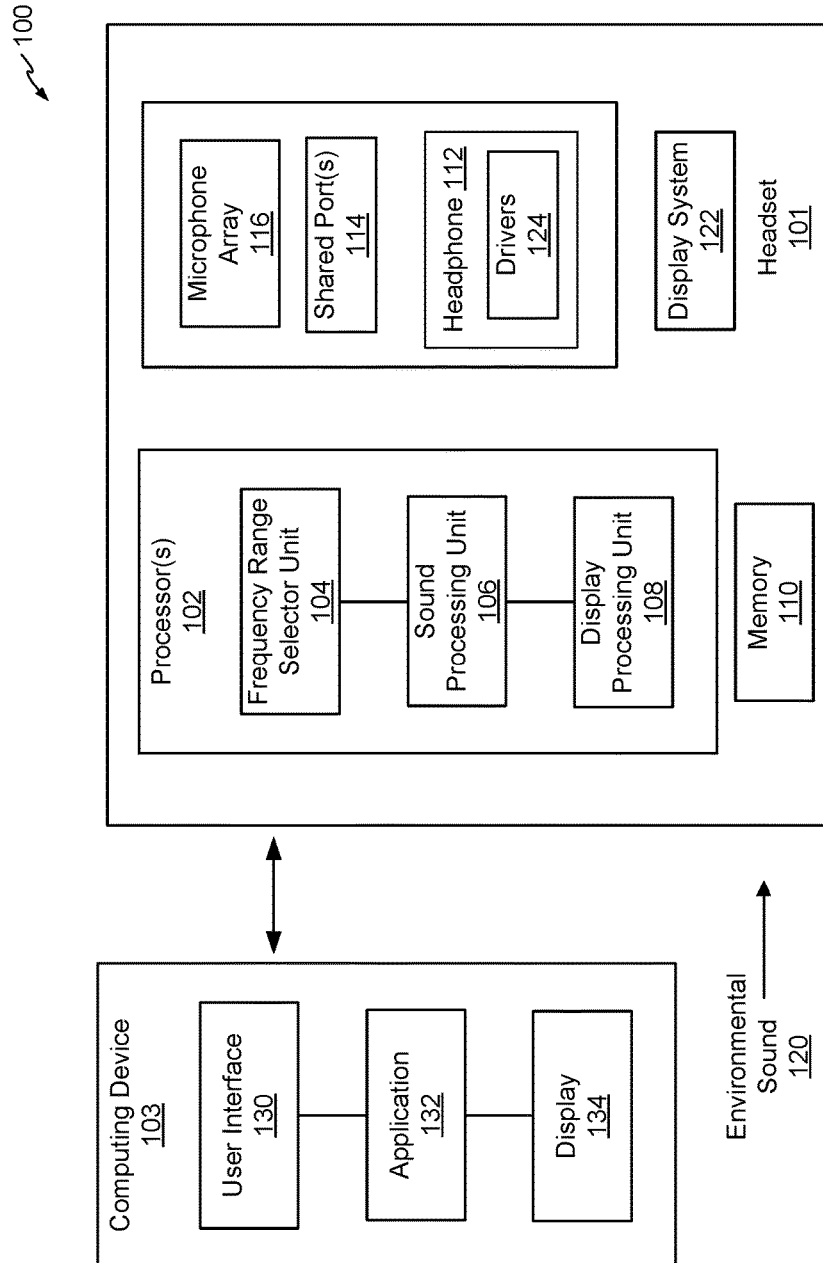 100
Computing Device
103
User Interface
130
Application
132
Display
134
Environmental
Sound
120
Processor(s)
102
Frequency Range
Selector Unit
104
Sound
Processing Unit
106
Display
Processing Unit
108
Memory
110
Microphone
Array
116
Shared Port(s)
114
Headphone 112
Drivers
124
Display System
122
Headset
101